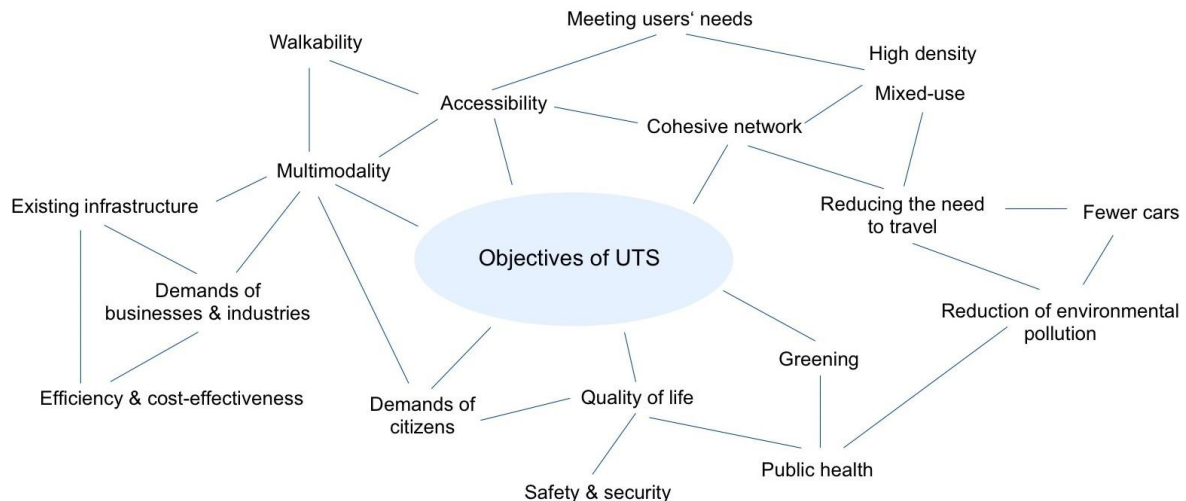 Meeting users‘ needs
Walkability
High density
Mixed-use
Accessibility
Cohesive network
Multimodality
Existing infrastructure
Reducing the need
to travel
Fewer cars
Objectives of UTS
Demands of
businesses & industries
Reduction of environmental
pollution
Greening
Efficiency & cost-effectiveness
Demands of
citizens
Quality of life
Public health
Safety & security